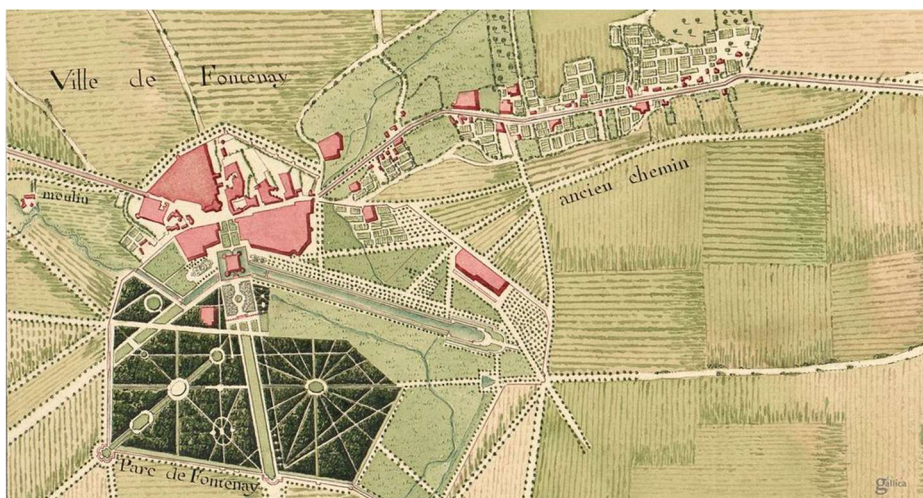 Ville de Fontenay
moulin
ancien chemin
Parc de Fontenay
gallica